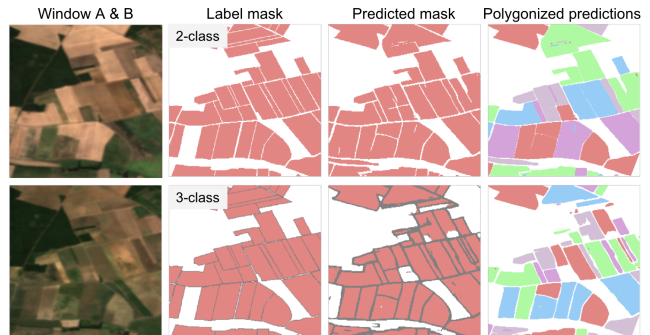 Window A & B
Label mask
Predicted mask
Polygonized predictions
2-class
3-class